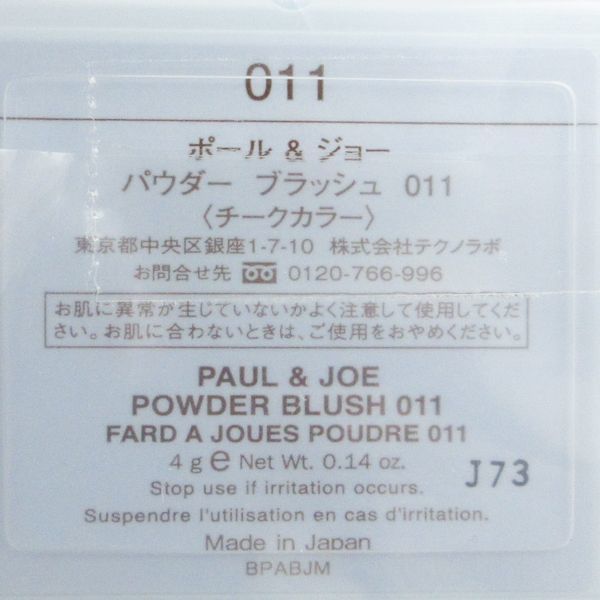 011
ポール & ジョー
パウダー ブラッシュ 011
〈チークカラー〉
東京都中央区銀座1-7-10 株式会社テクノラボ
お問合せ先 0120-766-996
お肌に異常が生じていないかよく注意して使用してくだ
さい。お肌に合わないときは、ご使用をおやめください。
PAUL & JOE
POWDER BLUSH 011
FARD A JOUES POUDRE 011
4 g e Net Wt. 0.14 oz.
J73
Stop use if irritation occurs.
Suspendre l'utilisation en cas d'irritation.
Made in Japan
BPABJM